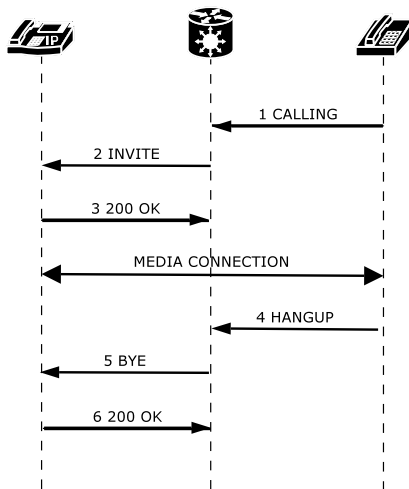 IP
1 CALLING
2 INVITE
3 200 OK
MEDIA CONNECTION
4 HANGUP
5 BYE
6 200 OK